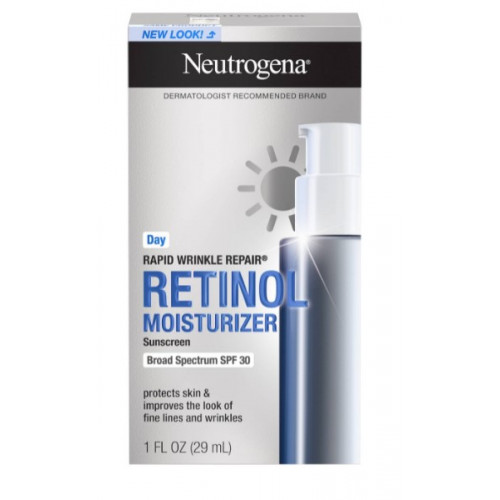 NEW LOOK!
Neutrogena®
DERMATOLOGIST RECOMMENDED BRAND
Day
RAPID WRINKLE REPAIR®
RETINOL
MOISTURIZER
Sunscreen
Broad Spectrum SPF 30
protects skin &
improves the look of
fine lines and wrinkles
1 FL OZ (29 mL)